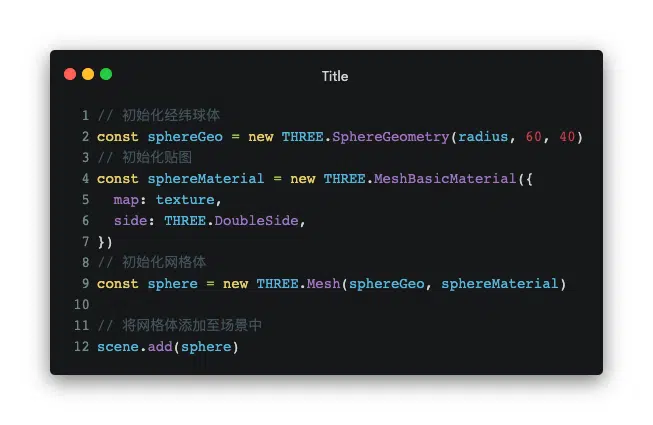 Title
1 // 初始化经纬球体
2 const sphereGeo = new THREE.SphereGeometry(radius, 60, 40)
3 // 初始化贴图
4 const sphereMaterial = new THREE.MeshBasicMaterial({
5   map: texture,
6   side: THREE.DoubleSide,
7 })
8 // 初始化网格体
9 const sphere = new THREE.Mesh(sphereGeo, sphereMaterial)
10
11 // 将网格体添加至场景中
12 scene.add(sphere)